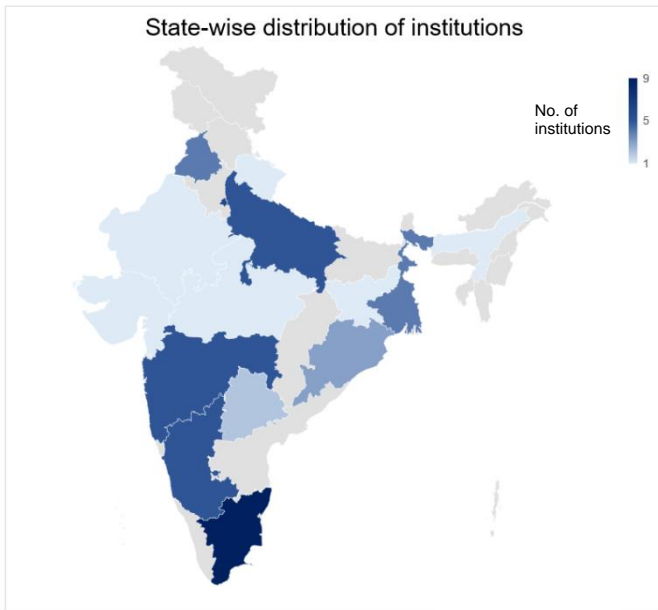 State-wise distribution of institutions
9
No. of
institutions
5
1